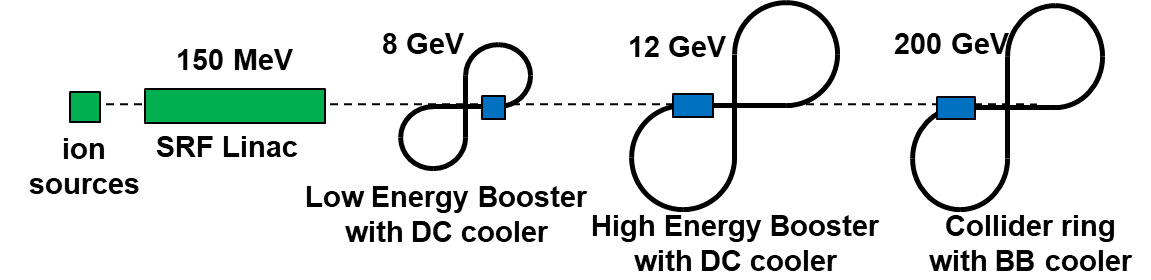 150 MeV
8 GeV
12 GeV
200 GeV
ion
sources
SRF Linac
Low Energy Booster
with DC cooler
High Energy Booster
with DC cooler
Collider ring
with BB cooler